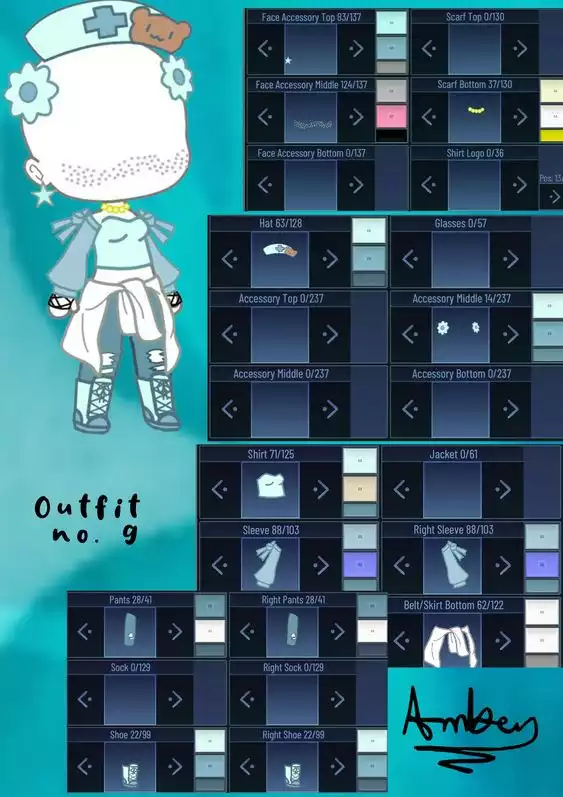 Face Accessory Top 83/137
Scarf Top 0/130
Face Accessory Middle 124/137
Scarf Bottom 37/130
Face Accessory Bottom 0/137
Shirt Logo 0/36
Hat 63/128
Glasses 0/57
Accessory Top 0/237
Accessory Middle 14/237
Accessory Middle 0/237
Accessory Bottom 0/237
Shirt 71/125
Jacket 0/61
Outfit
no. 9
Sleeve 88/103
Right Sleeve 88/103
Pants 28/41
Right Pants 28/41
Belt/Skirt Bottom 62/122
Sock 0/129
Right Sock 0/129
Shoe 22/99
Right Shoe 22/99